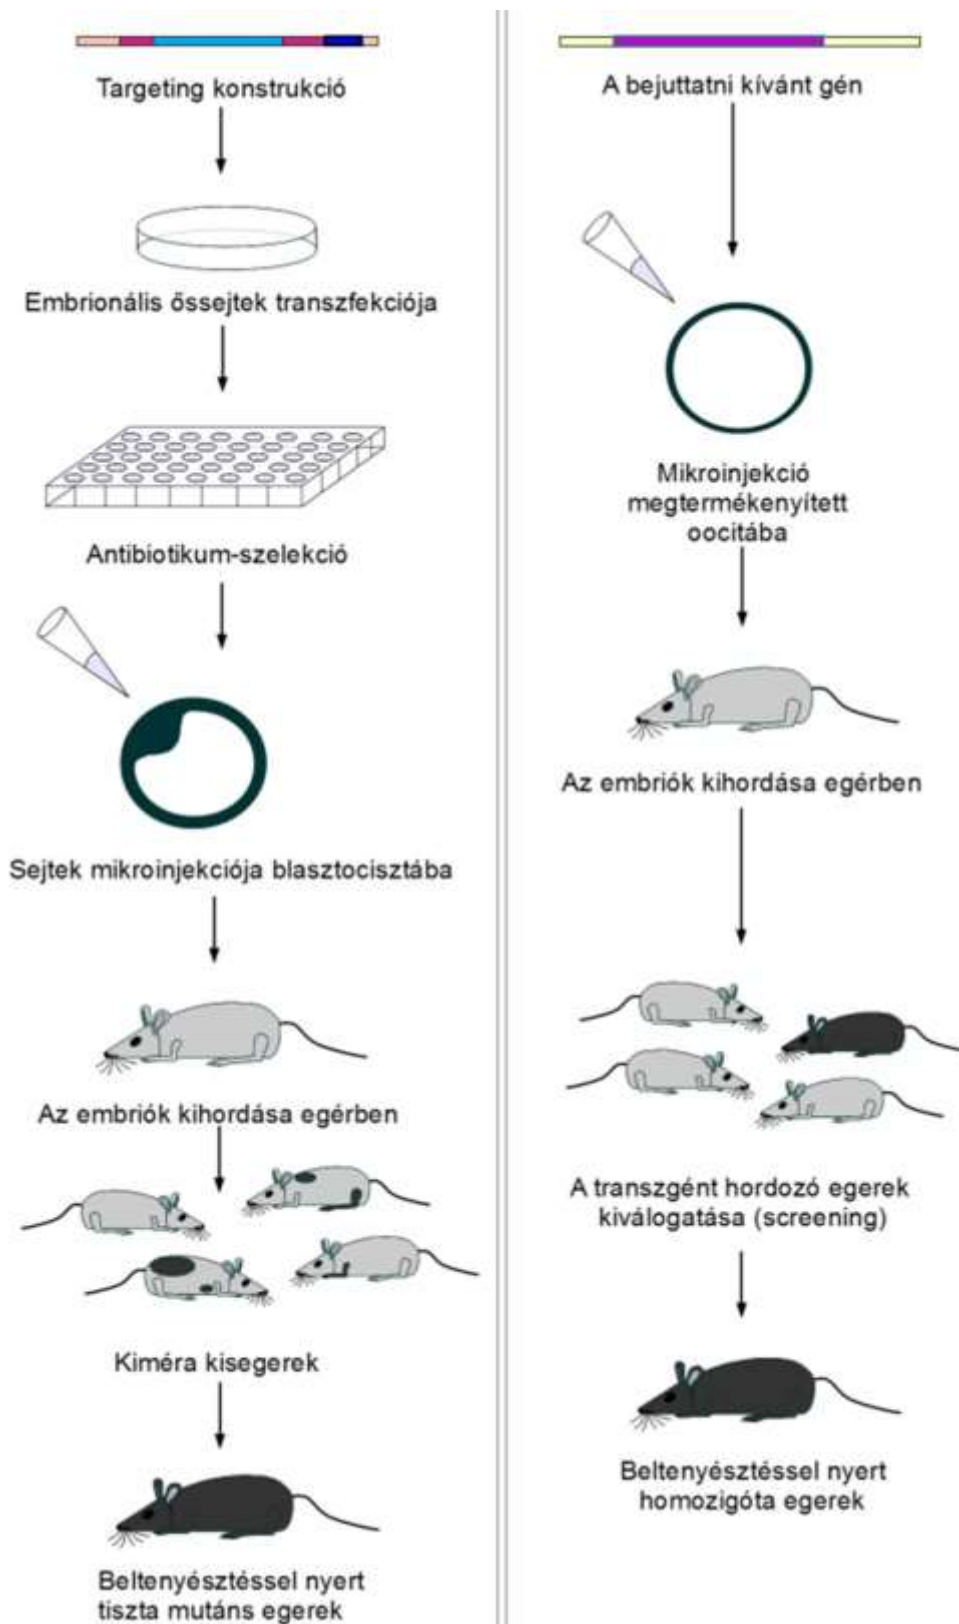 Targeting konstrukció
Embrionális őssejtek transzfekciója
Antibiotikum-szelekció
Sejtek mikroinjekciója blasztocisztába
Az embriók kihordása egérben
Kiméra kisegerek
Beltenyésztéssel nyert
tiszta mutáns egerek
A bejuttatni kívánt gén
Mikroinjekció
megtermékenyített
oocitába
Az embriók kihordása egérben
A transzgént hordozó egerek
kiválogatása (screening)
Beltenyésztéssel nyert
homozigóta egerek